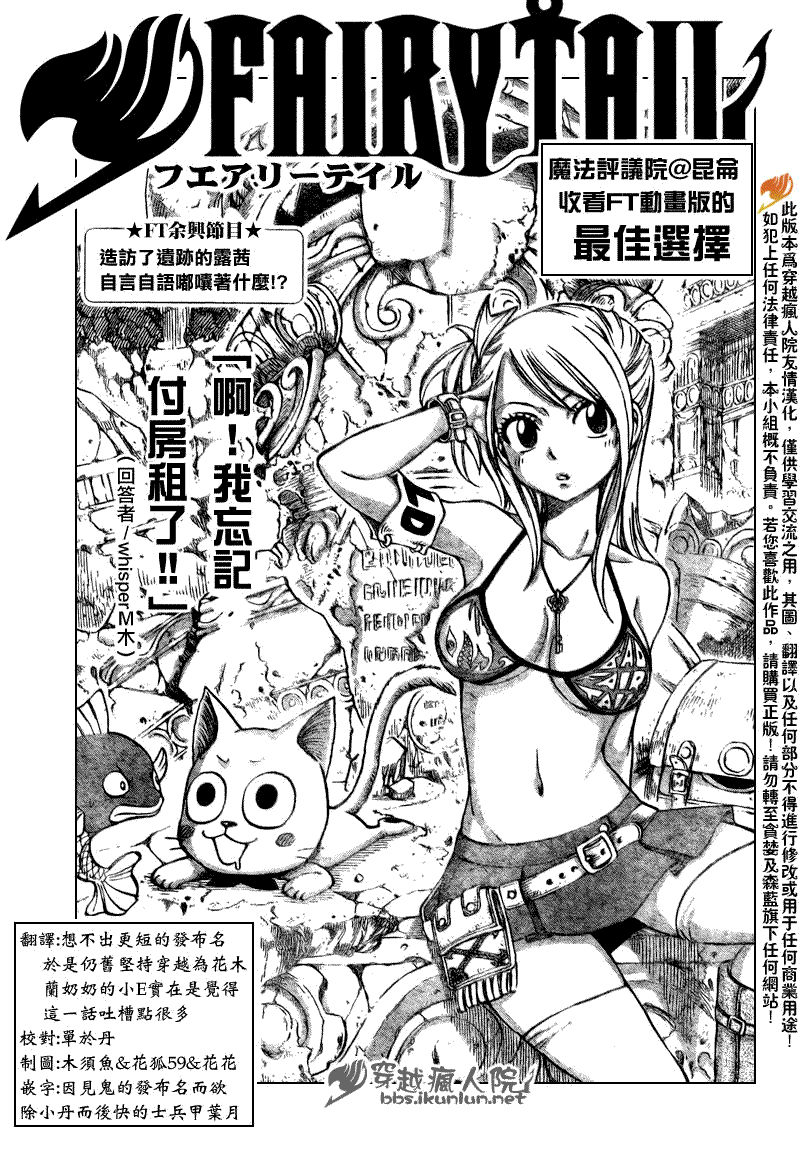 FAIRY TAIL
フェアリーテイル
魔法評議院@昆侖
收看FT動畫版的
最佳選擇
★FT余興節目★
造訪了遺跡的露茜
自言自語嘟囔著什麼!?
「啊！我忘記
付房租了!!」
（回答者/whisperM木）
此版本爲穿越瘋人院友情漢化，僅供學習交流之用，其圖、翻譯以及任何部分不得進行修改或用于任何商業用途！
如犯上任何法律責任，本小組概不負責。若您喜歡此作品，請購買正版！請勿轉至貪婪及森藍旗下任何網站！
翻譯:想不出更短的發布名
於是仍舊堅持穿越為花木
蘭奶奶的小E實在是覺得
這一話吐槽點很多
校對:單於丹
制圖:木須魚&花狐59&花花
嵌字:因見鬼的發布名而欲
除小丹而後快的士兵甲葉月
穿越瘋人院
bbs.ikunlun.net